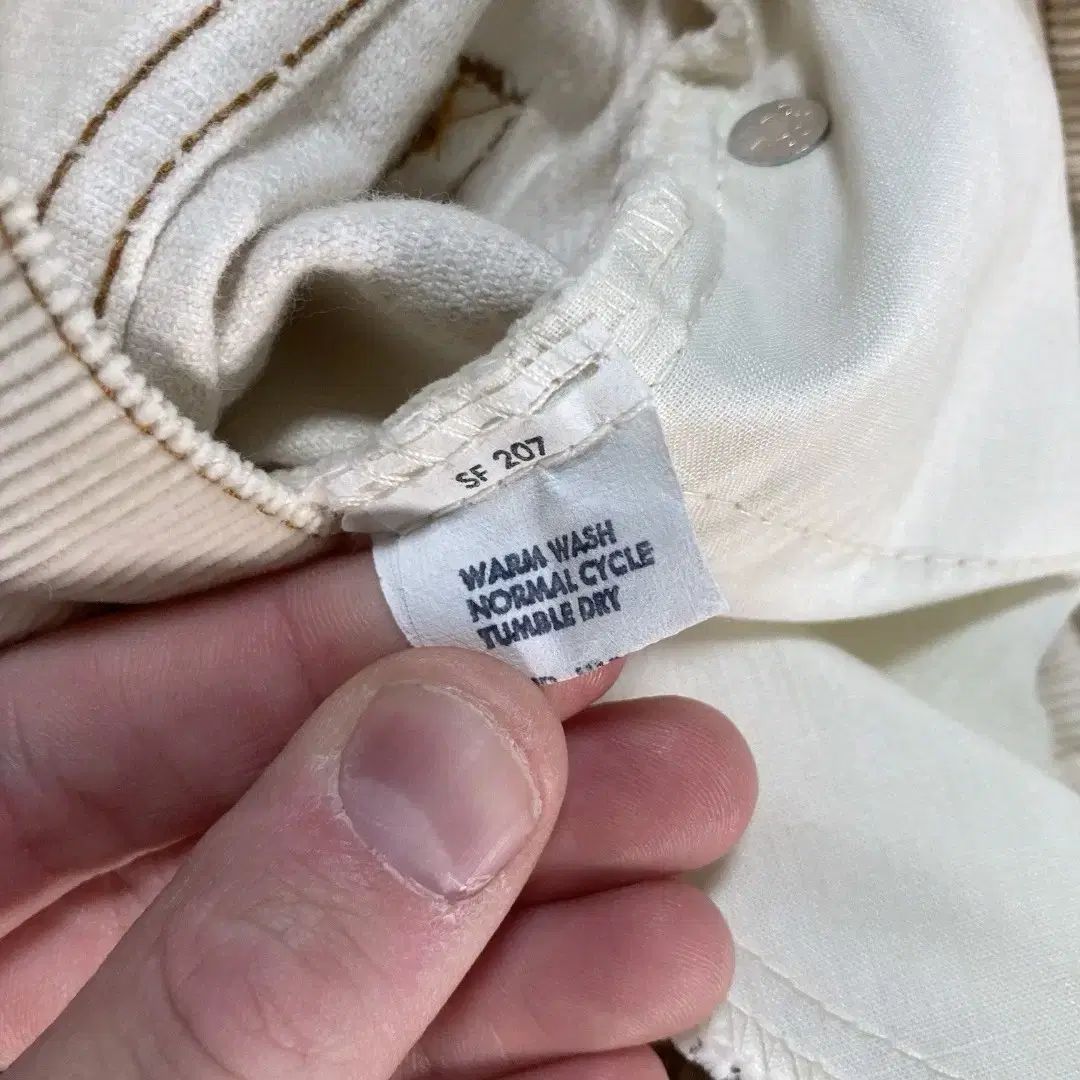 SF 207
WARM WASH
NORMAL CYCLE
TUMBLE DRY